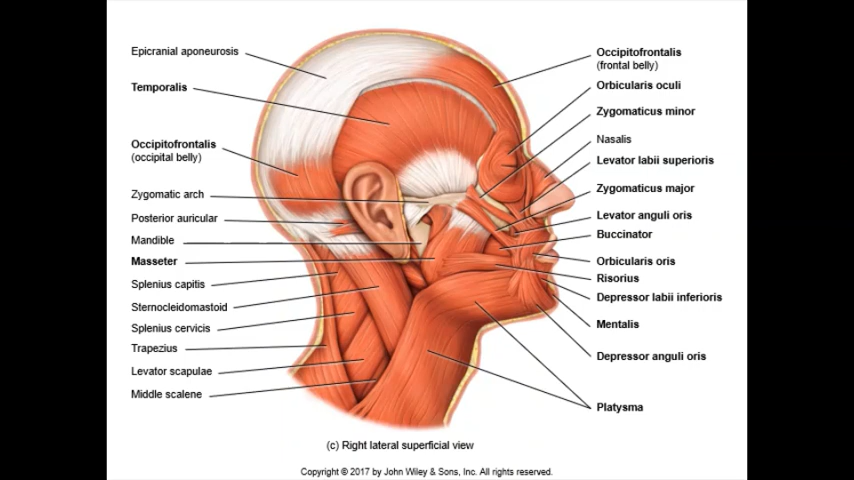 Epicranial aponeurosis
Temporalis
Occipitofrontalis
(occipital belly)
Zygomatic arch
Posterior auricular
Mandible
Masseter
Splenius capitis
Sternocleidomastoid
Splenius cervicis
Trapezius
Levator scapulae
Middle scalene
Occipitofrontalis
(frontal belly)
Orbicularis oculi
Zygomaticus minor
Nasalis
Levator labii superioris
Zygomaticus major
Levator anguli oris
Buccinator
Orbicularis oris
Risorius
Depressor labii inferioris
Mentalis
Depressor anguli oris
Platysma
(c) Right lateral superficial view
Copyright © 2017 by John Wiley & Sons, Inc. All rights reserved.